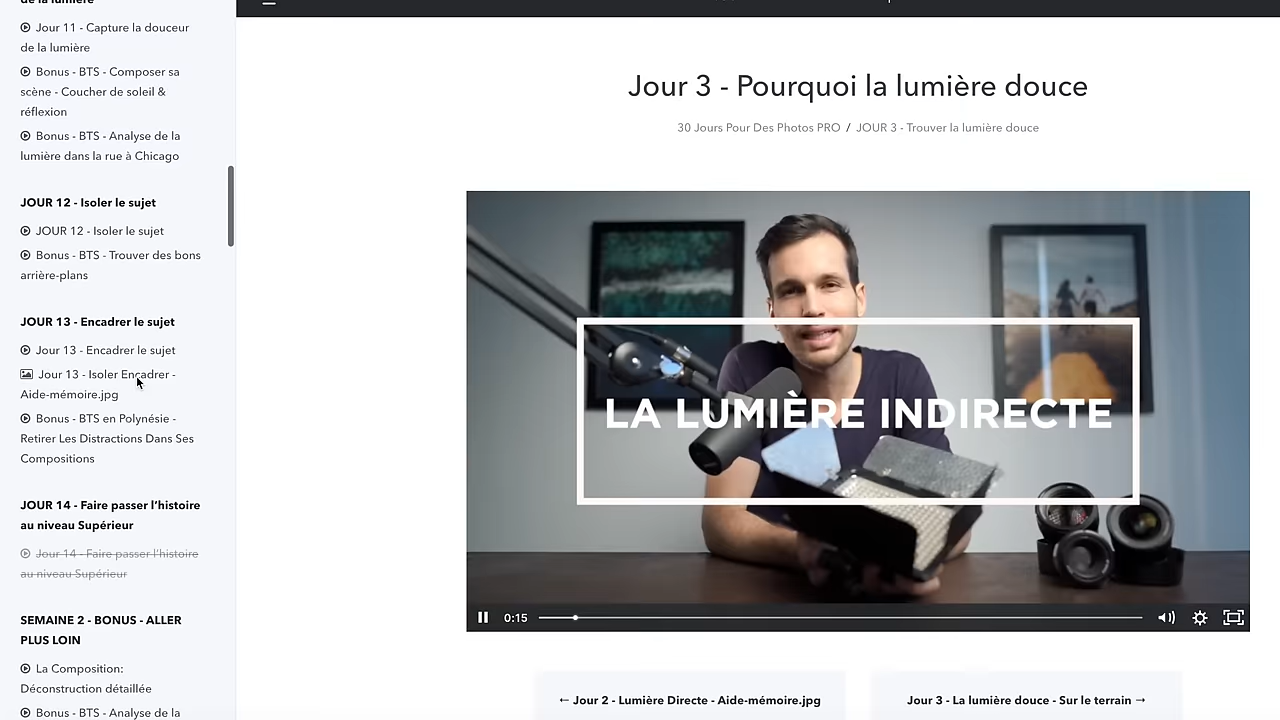 de la lumière
Jour 11 - Capture la douceur
de la lumière
Bonus - BTS - Composer sa
scène - Coucher de soleil &
réflexion
Bonus - BTS - Analyse de la
lumière dans la rue à Chicago
JOUR 12 - Isoler le sujet
JOUR 12 - Isoler le sujet
Bonus - BTS - Trouver des bons
arrière-plans
JOUR 13 - Encadrer le sujet
Jour 13 - Encadrer le sujet
Jour 13 - Isoler Encadrer -
Aide-mémoire.jpg
Bonus - BTS en Polynésie -
Retirer Les Distractions Dans Ses
Compositions
JOUR 14 - Faire passer l’histoire
au niveau Supérieur
Jour 14 - Faire passer l’histoire
au niveau Supérieur
SEMAINE 2 - BONUS - ALLER
PLUS LOIN
La Composition:
Déconstruction détaillée
Bonus - BTS - Analyse de la
Jour 3 - Pourquoi la lumière douce
30 Jours Pour Des Photos PRO / JOUR 3 - Trouver la lumière douce
LA LUMIÈRE INDIRECTE
0:15
← Jour 2 - Lumière Directe - Aide-mémoire.jpg
Jour 3 - La lumière douce - Sur le terrain →